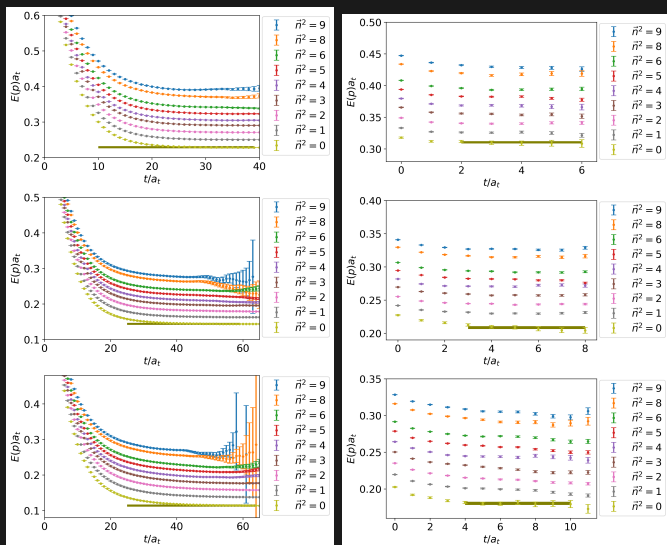 E(p)a_t
0.6
0.5
0.4
0.3
0.2
0 10 20 30 40
t/a_t
n⃗² = 9
n⃗² = 8
n⃗² = 6
n⃗² = 5
n⃗² = 4
n⃗² = 3
n⃗² = 2
n⃗² = 1
n⃗² = 0
E(p)a_t
0.50
0.45
0.40
0.35
0.30
0 2 4 6
t/a_t
n⃗² = 9
n⃗² = 8
n⃗² = 6
n⃗² = 5
n⃗² = 4
n⃗² = 3
n⃗² = 2
n⃗² = 1
n⃗² = 0
E(p)a_t
0.5
0.4
0.3
0.2
0.1
0 20 40 60
t/a_t
n⃗² = 9
n⃗² = 8
n⃗² = 6
n⃗² = 5
n⃗² = 4
n⃗² = 3
n⃗² = 2
n⃗² = 1
n⃗² = 0
E(p)a_t
0.40
0.35
0.30
0.25
0.20
0 2 4 6 8
t/a_t
n⃗² = 9
n⃗² = 8
n⃗² = 6
n⃗² = 5
n⃗² = 4
n⃗² = 3
n⃗² = 2
n⃗² = 1
n⃗² = 0
E(p)a_t
0.4
0.3
0.2
0.1
0 20 40 60
t/a_t
n⃗² = 9
n⃗² = 8
n⃗² = 6
n⃗² = 5
n⃗² = 4
n⃗² = 3
n⃗² = 2
n⃗² = 1
n⃗² = 0
E(p)a_t
0.35
0.30
0.25
0.20
0 2 4 6 8 10
t/a_t
n⃗² = 9
n⃗² = 8
n⃗² = 6
n⃗² = 5
n⃗² = 4
n⃗² = 3
n⃗² = 2
n⃗² = 1
n⃗² = 0